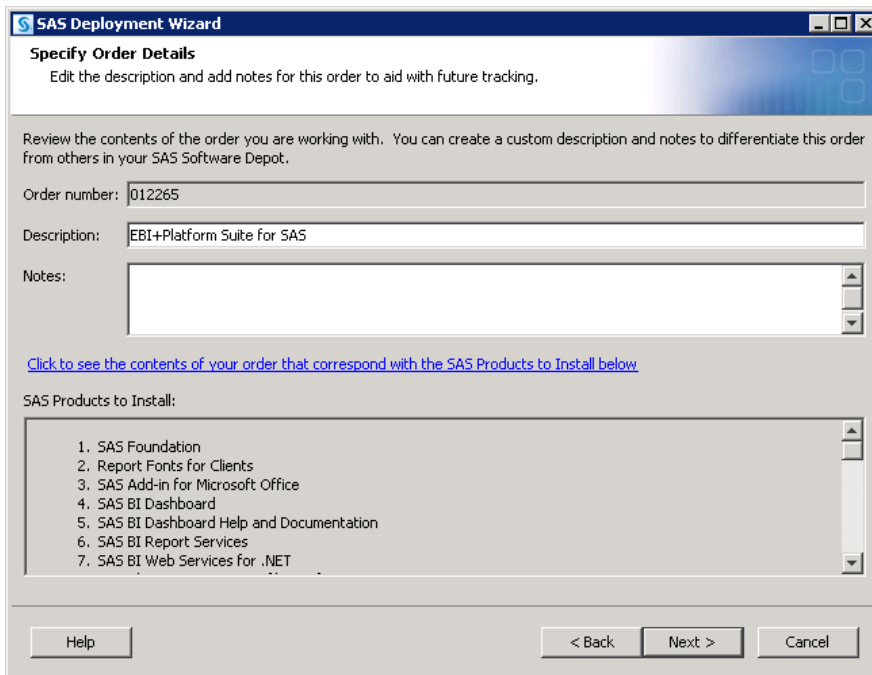 SAS Deployment Wizard
Specify Order Details
Edit the description and add notes for this order to aid with future tracking.
Review the contents of the order you are working with. You can create a custom description and notes to differentiate this order
from others in your SAS Software Depot.
Order number: 012265
Description: EBI+Platform Suite for SAS
Notes:
Click to see the contents of your order that correspond with the SAS Products to Install below
SAS Products to Install:
1. SAS Foundation
2. Report Fonts for Clients
3. SAS Add-in for Microsoft Office
4. SAS BI Dashboard
5. SAS BI Dashboard Help and Documentation
6. SAS BI Report Services
7. SAS BI Web Services for .NET
Help < Back Next > Cancel